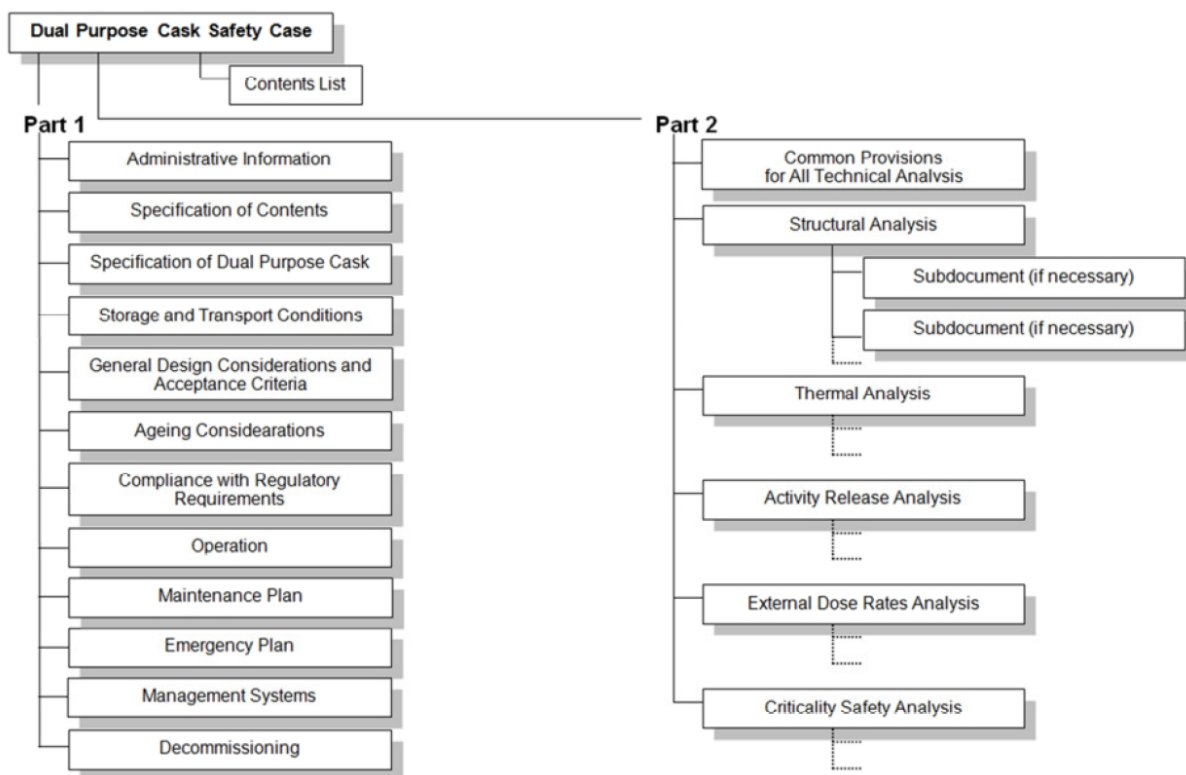 Dual Purpose Cask Safety Case
Contents List
Part 1
Administrative Information
Specification of Contents
Specification of Dual Purpose Cask
Storage and Transport Conditions
General Design Considerations and
Acceptance Criteria
Ageing Considearations
Compliance with Regulatory
Requirements
Operation
Maintenance Plan
Emergency Plan
Management Systems
Decommissioning
Part 2
Common Provisions
for All Technical Analysis
Structural Analysis
Subdocument (if necessary)
Subdocument (if necessary)
Thermal Analysis
Activity Release Analysis
External Dose Rates Analysis
Criticality Safety Analysis